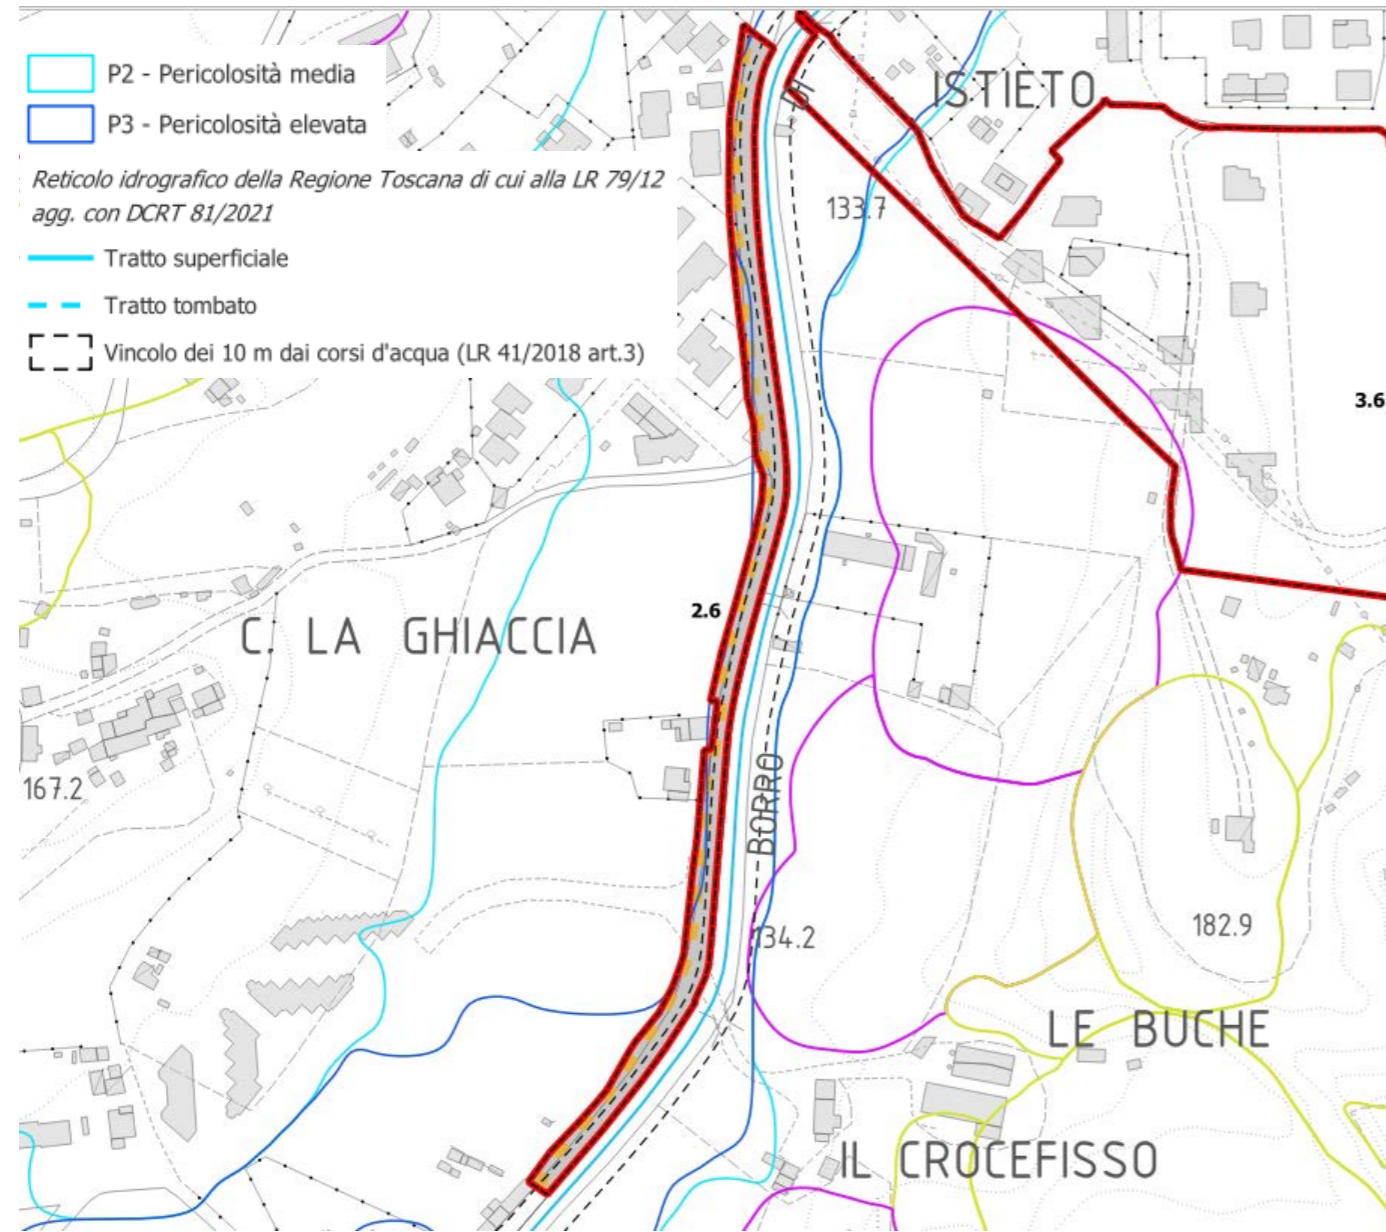 P2 - Pericolosità media
P3 - Pericolosità elevata
Reticolo idrografico della Regione Toscana di cui alla LR 79/12
agg. con DCRT 81/2021
Tratto superficiale
Tratto tombato
Vincolo dei 10 m dai corsi d'acqua (LR 41/2018 art.3)
DI
ISTIETO
133.7
3.6
2.6
C. LA GHIACCIA
167.2
BORRO
134.2
182.9
LE BUCHE
IL CROCEFISSO